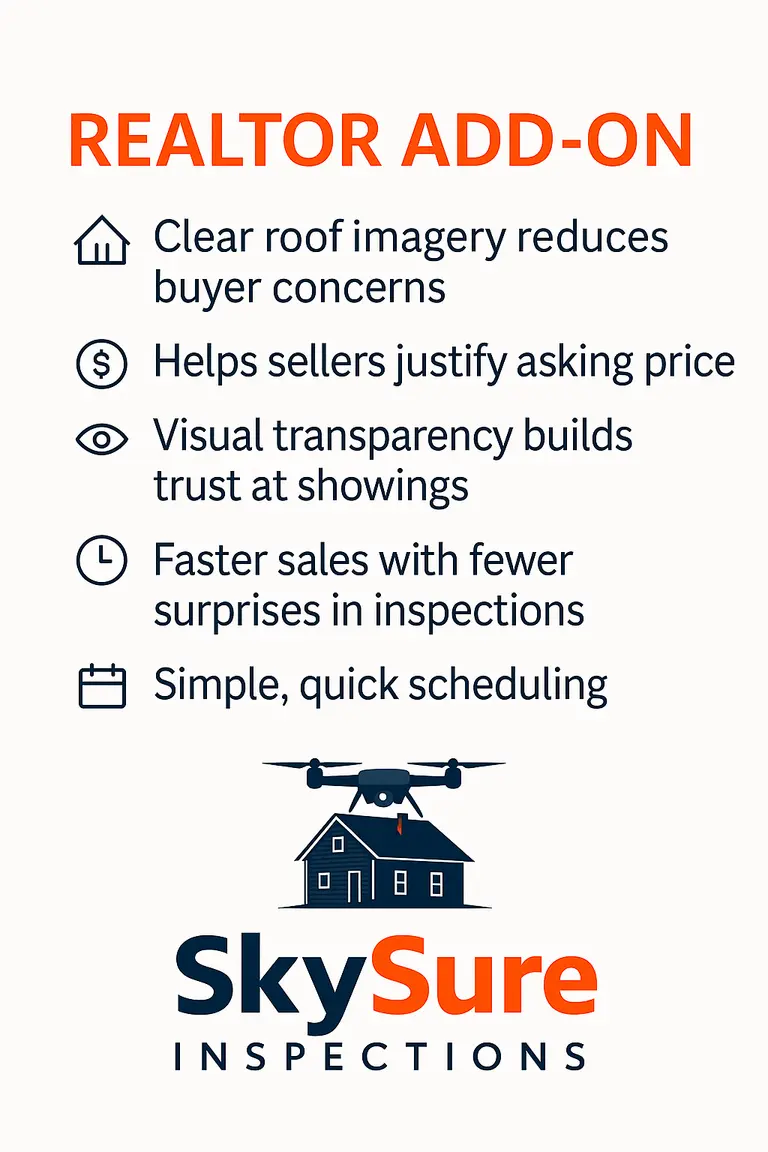 REALTOR ADD-ON
Clear roof imagery reduces
buyer concerns
$ Helps sellers justify asking price
Visual transparency builds
trust at showings
Faster sales with fewer
surprises in inspections
Simple, quick scheduling
SkySure
INSPECTIONS